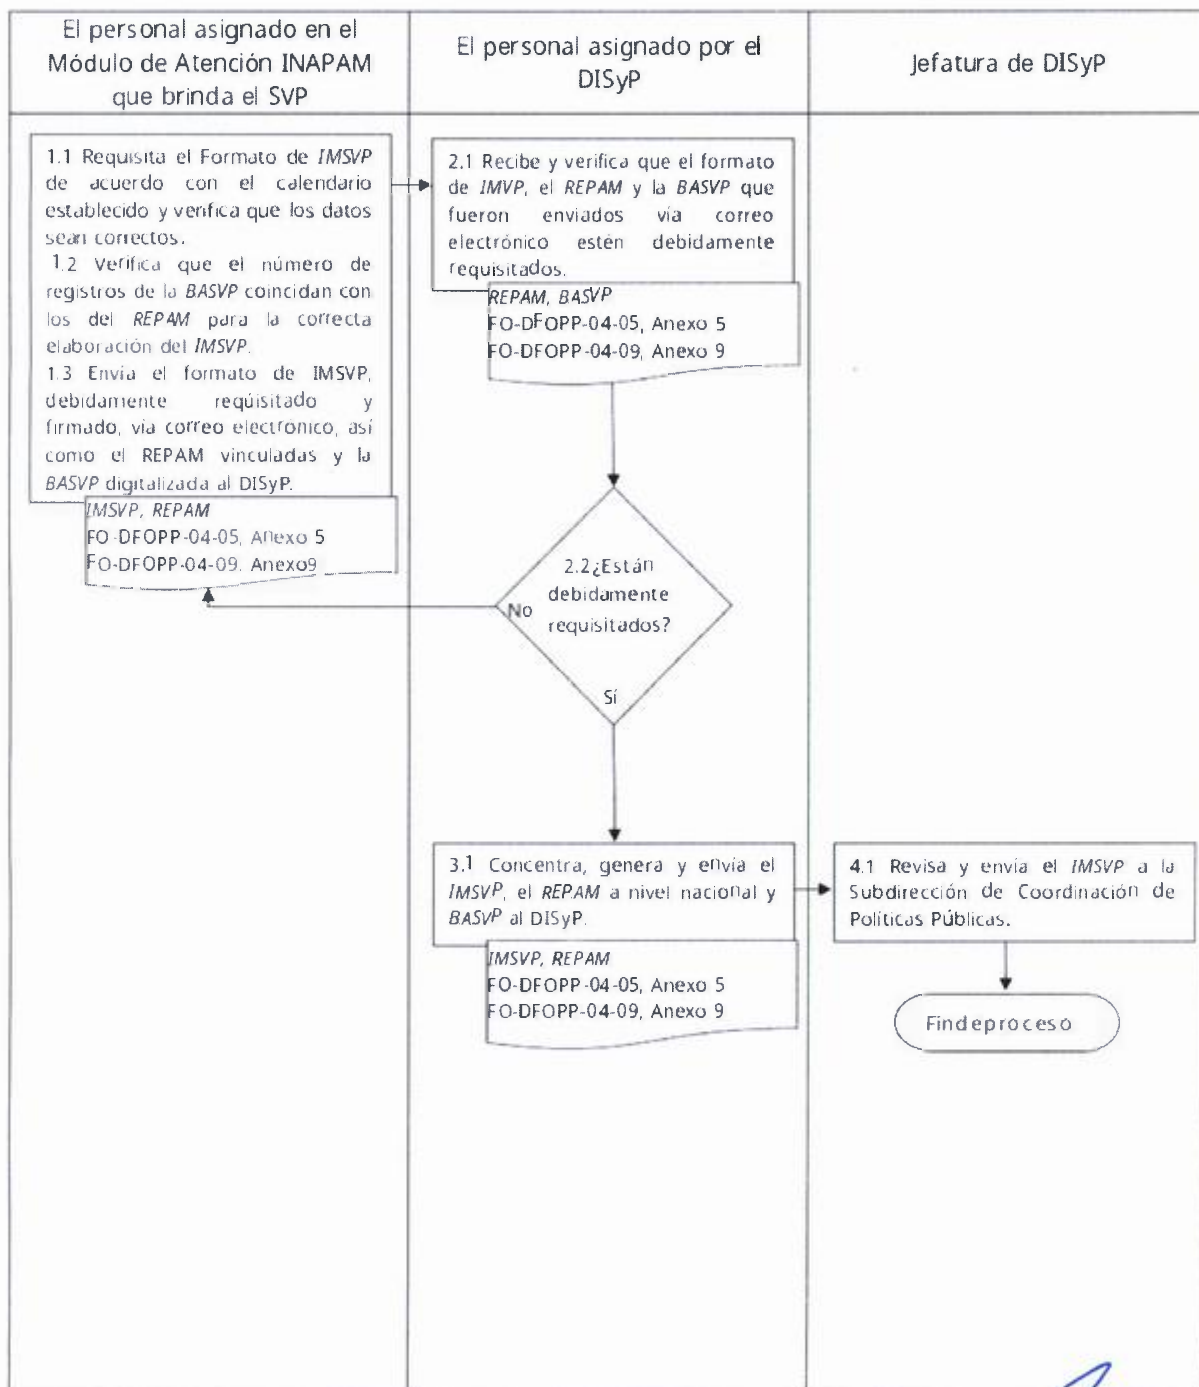 El personal asignado en el
Módulo de Atención INAPAM
que brinda el SVP
El personal asignado por el
DISyP
Jefatura de DISyP
1.1 Requisita el Formato de IMSVP
de acuerdo con el calendario
establecido y verifica que los datos
sean correctos.
1.2 Verifica que el número de
registros de la BASVP coincidan con
los del REPAM para la correcta
elaboración del IMSVP.
1.3 Envía el formato de IMSVP,
debidamente requisitado y
firmado, vía correo electrónico, así
como el REPAM vinculadas y la
BASVP digitalizada al DISyP.
IMSVP, REPAM
FO-DFOPP-04-05, Anexo 5
FO-DFOPP-04-09. Anexo9
2.1 Recibe y verifica que el formato
de IMVP, el REPAM y la BASVP que
fueron enviados vía correo
electrónico estén debidamente
requisitados.
REPAM, BASVP
FO-DFOPP-04-05, Anexo 5
FO-DFOPP-04-09, Anexo 9
2.2¿Están
debidamente
requisitados?
No
Sí
3.1 Concentra, genera y envía el
IMSVP, el REPAM a nivel nacional y
BASVP al DISyP.
IMSVP, REPAM
FO-DFOPP-04-05, Anexo 5
FO-DFOPP-04-09, Anexo 9
4.1 Revisa y envía el IMSVP a la
Subdirección de Coordinación de
Políticas Públicas.
Findeproceso